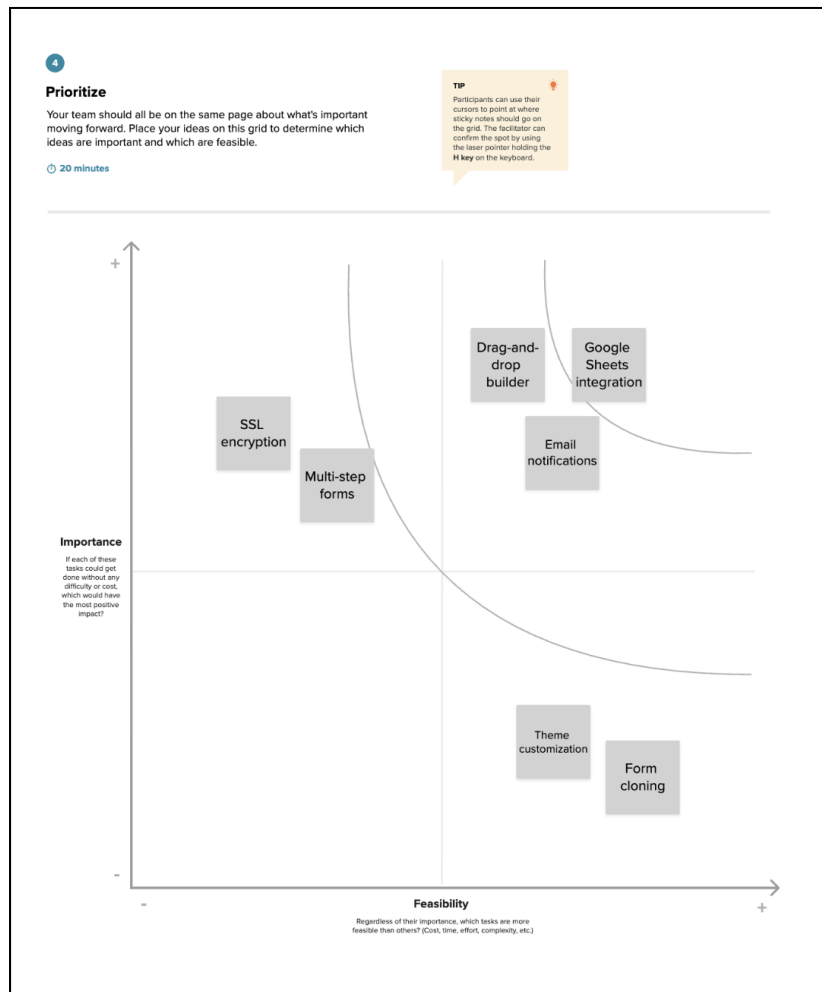 4
Prioritize
Your team should all be on the same page about what's important
moving forward. Place your ideas on this grid to determine which
ideas are important and which are feasible.
20 minutes
TIP
Participants can use their
cursors to point at where
sticky notes should go on
the grid. The facilitator can
confirm the spot by using
the laser pointer holding the
H key on the keyboard.
+
Drag-and-
drop
builder
Google
Sheets
integration
SSL
encryption
Email
notifications
Multi-step
forms
Importance
If each of these
tasks could get
done without any
difficulty or cost,
which would have
the most positive
impact?
Theme
customization
Form
cloning
-
-
Feasibility
+
Regardless of their importance, which tasks are more
feasible than others? (Cost, time, effort, complexity, etc.)